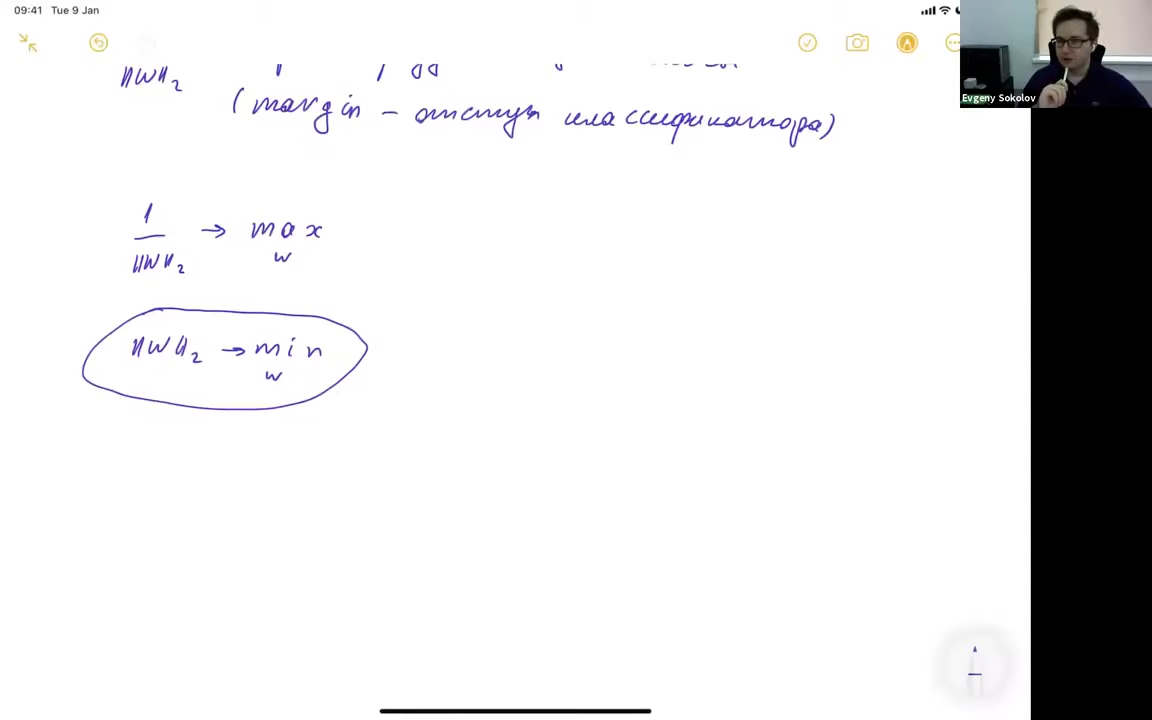 09:41 Tue 9 Jan
Evgeny Sokolov
||w||₂
(margin – отступ классификатора)
1
→ max
||w||₂ w
||w||₂ → min
w